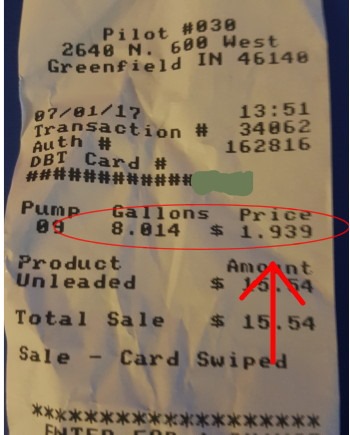 Pilot #030
2640 N. 600 West
Greenfield IN 46140
07/01/17 13:51
Transaction # 34062
Auth # 162816
DBT Card #
############
Pump Gallons Price
09 8.014 $ 1.939
Product Amount
Unleaded $ 15.54
Total Sale $ 15.54
Sale - Card Swiped
********************
ENTER FOR